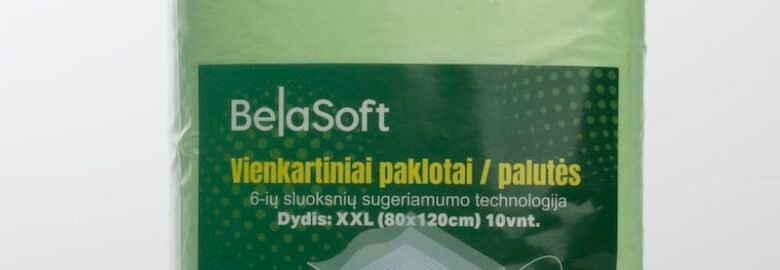 BelaSoft
Vienkartiniai paklotai / palutės
6-ių sluoksnių sugeriamumo technologija
Dydis: XXL (80x120cm) 10vnt.